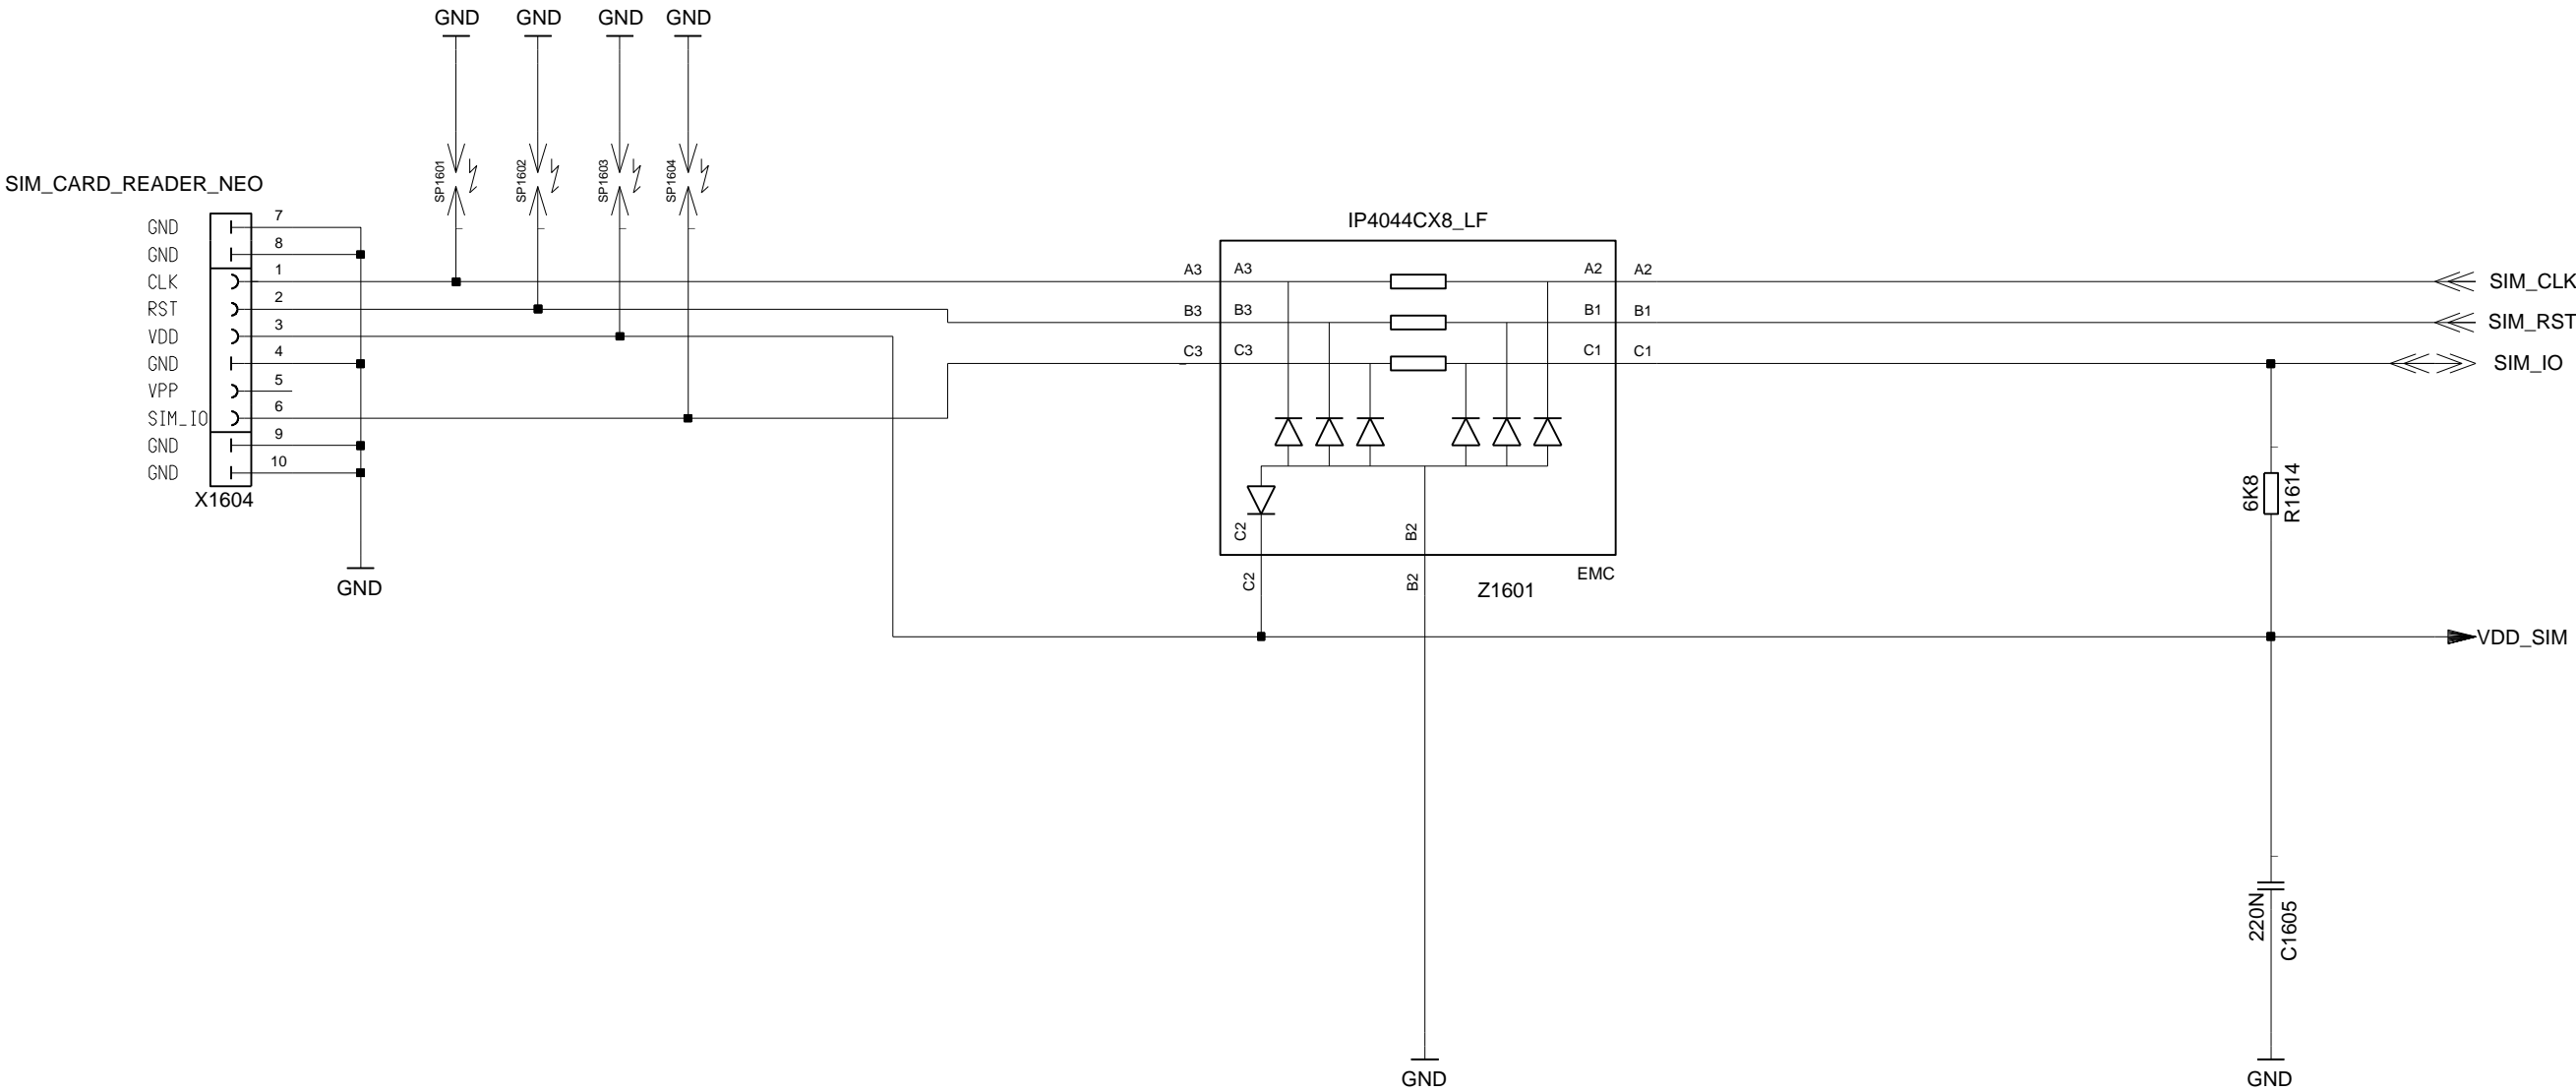 GND GND GND GND
SP1601 SP1602 SP1603 SP1604
SIM_CARD_READER_NEO
GND 7
GND 8
CLK 1
RST 2
VDD 3
GND 4
VPP 5
SIM_IO 6
GND 9
GND 10
X1604
GND
IP4044CX8_LF
A3 A3 A2 A2 SIM_CLK
B3 B3 B1 B1 SIM_RST
C3 C3 C1 C1 SIM_IO
C2 B2
C2 B2
EMC
Z1601
6K8
R1614
VDD_SIM
220N
C1605
GND
GND